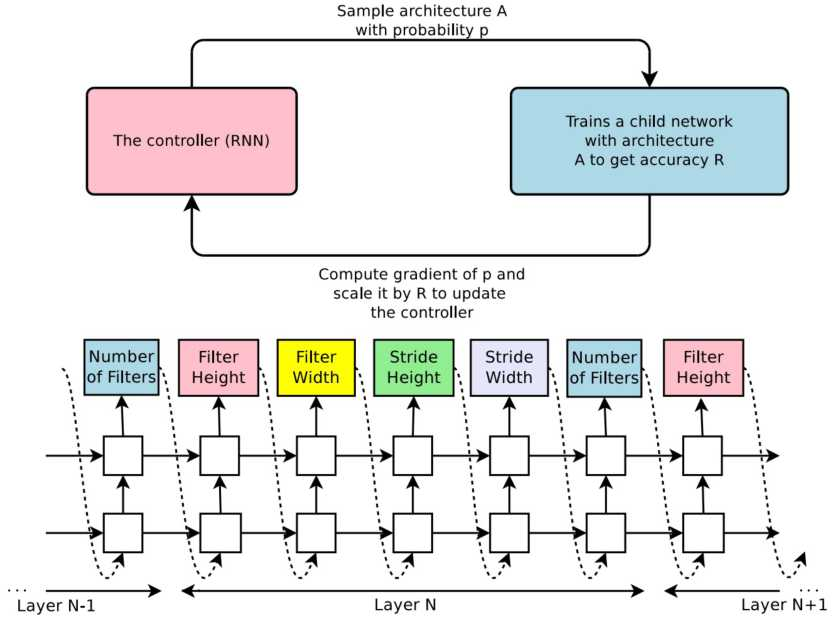 Sample architecture A
with probability p
The controller (RNN)
Trains a child network
with architecture
A to get accuracy R
Compute gradient of p and
scale it by R to update
the controller
Number
of Filters
Filter
Height
Filter
Width
Stride
Height
Stride
Width
Number
of Filters
Filter
Height
...
Layer N-1
Layer N
...
Layer N+1